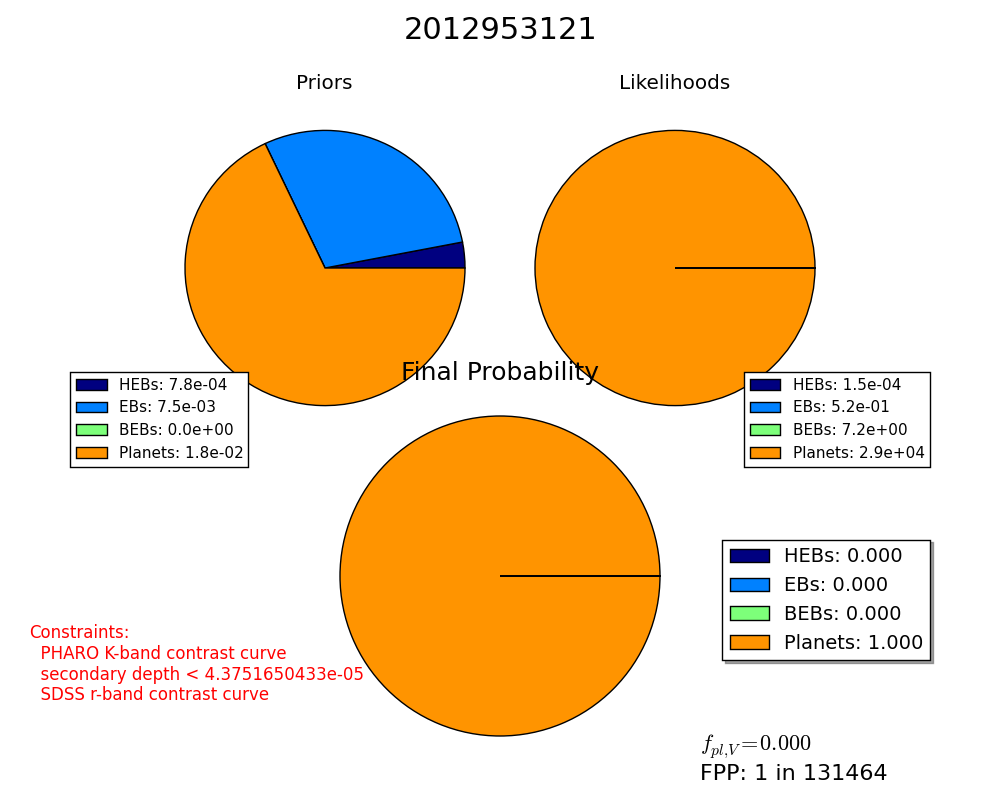 2012953121
Priors
Likelihoods
HEBs: 7.8e-04
EBs: 7.5e-03
BEBs: 0.0e+00
Planets: 1.8e-02
HEBs: 1.5e-04
EBs: 5.2e-01
BEBs: 7.2e+00
Planets: 2.9e+04
Final Probability
HEBs: 0.000
EBs: 0.000
BEBs: 0.000
Planets: 1.000
Constraints:
PHARO K-band contrast curve
secondary depth < 4.3751650433e-05
SDSS r-band contrast curve
f_{pl,V}=0.000
FPP: 1 in 131464